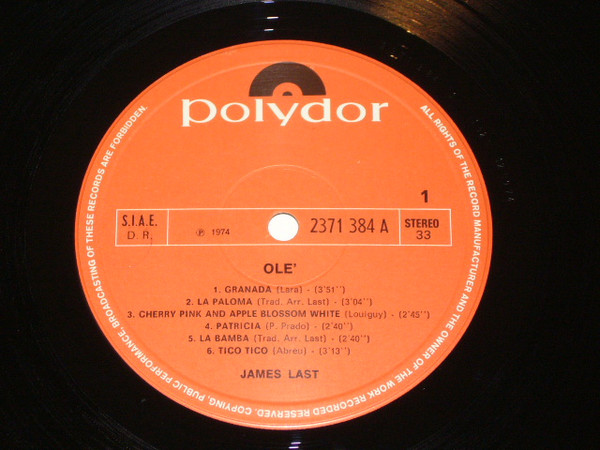 polydor
1
S.I.A.E.
D. R.
℗ 1974
2371 384 A
STEREO
33
OLE'
1. GRANADA (Lara) - (3'51'')
2. LA PALOMA (Trad. Arr. Last) - (3'04'')
3. CHERRY PINK AND APPLE BLOSSOM WHITE (Louiguy) - (2'45'')
4. PATRICIA (P. Prado) - (2'40'')
5. LA BAMBA (Trad. Arr. Last) - (2'40'')
6. TICO TICO (Abreu) - (3'13'')
JAMES LAST
ALL RIGHTS OF THE RECORD MANUFACTURER AND THE OWNER OF THE WORK RECORDED RESERVED. COPYING, PUBLIC PERFORMANCE BROADCASTING OF THESE RECORDS ARE FORBIDDEN.